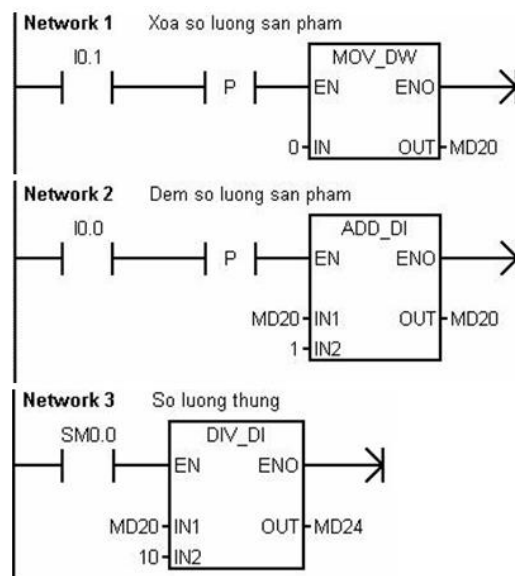 Network 1 Xoa so luong san pham
I0.1 MOV_DW
P EN ENO
0 IN OUT MD20
Network 2 Dem so luong san pham
I0.0 ADD_DI
P EN ENO
MD20 IN1 OUT MD20
1 IN2
Network 3 So luong thung
SM0.0 DIV_DI
EN ENO
MD20 IN1 OUT MD24
10 IN2